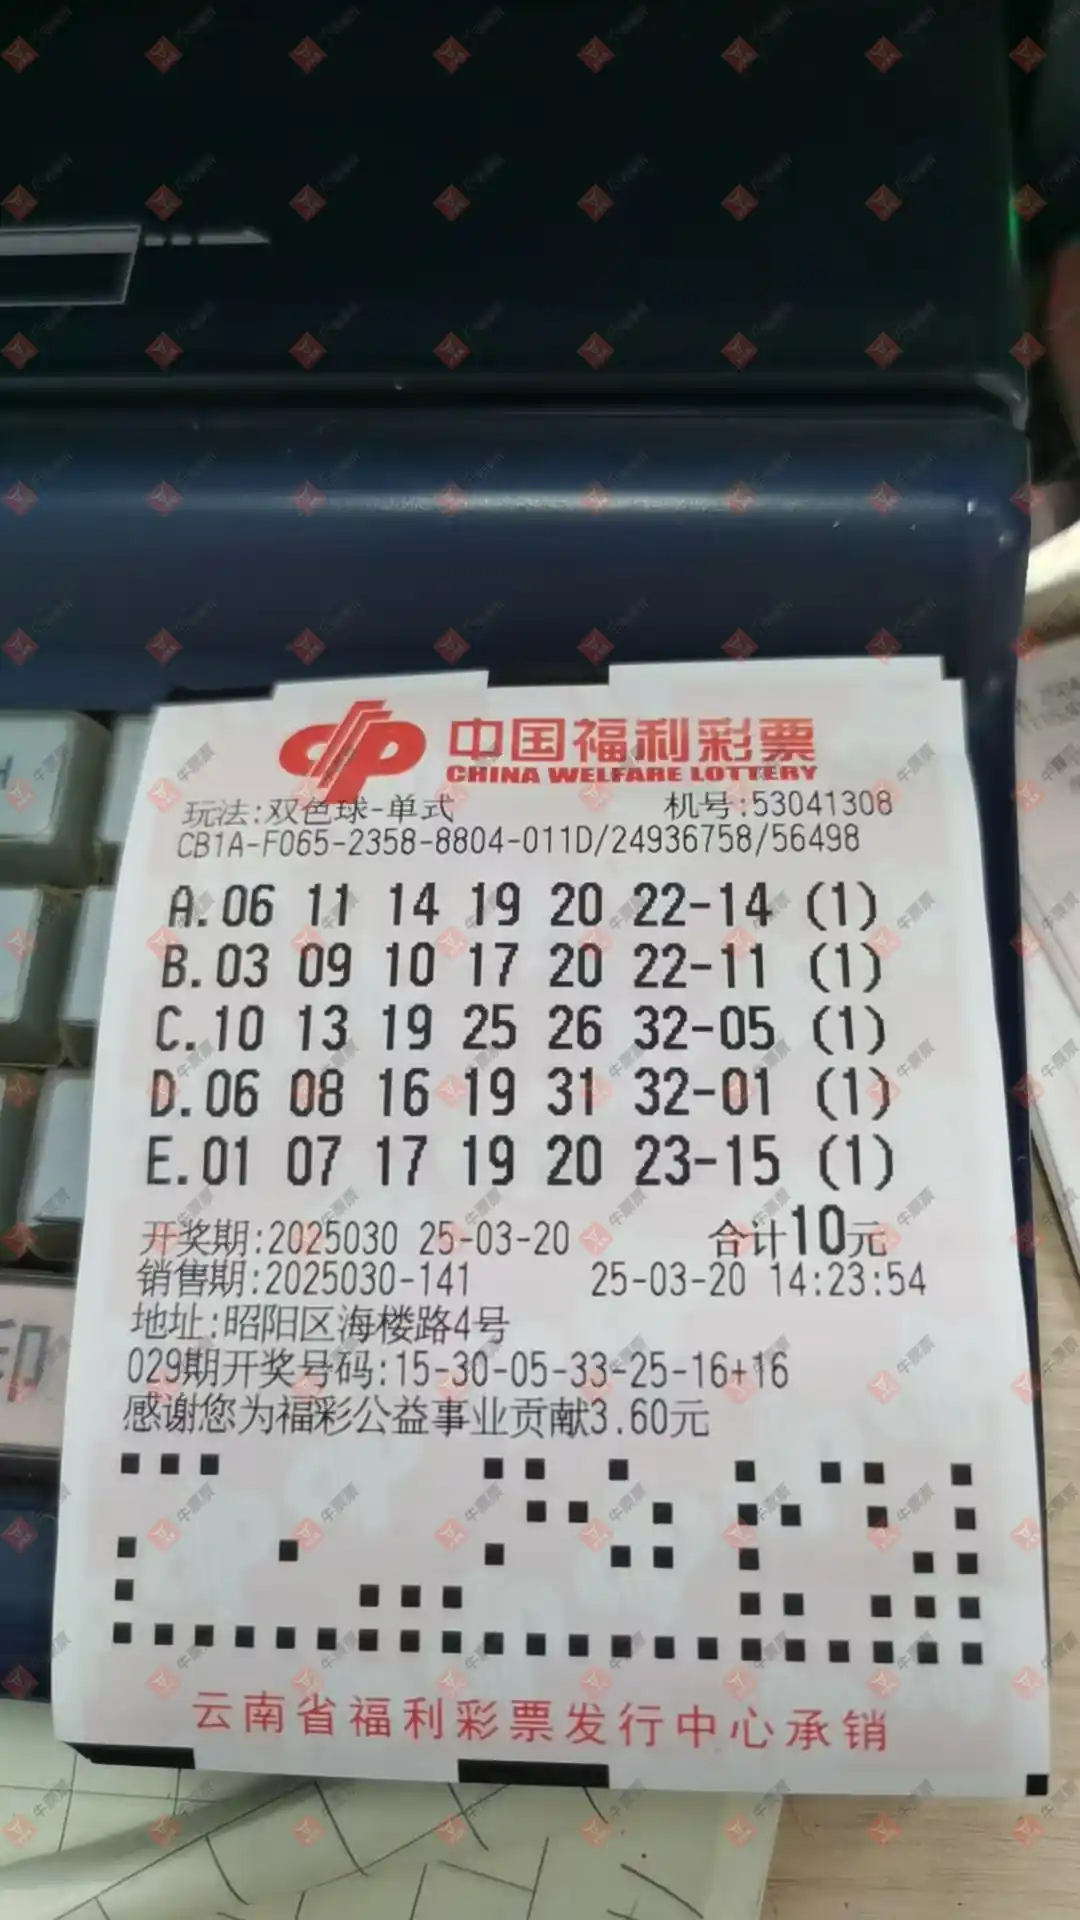 中国福利彩票
CHINA WELFARE LOTTERY
玩法:双色球-单式 机号:53041308
CB1A-F065-2358-8804-011D/24936758/56498
A.06 11 14 19 20 22-14 (1)
B.03 09 10 17 20 22-11 (1)
C.10 13 19 25 26 32-05 (1)
D.06 08 16 19 31 32-01 (1)
E.01 07 17 19 20 23-15 (1)
开奖期:2025030 25-03-20 合计10元
销售期:2025030-141 25-03-20 14:23:54
地址:昭阳区海楼路4号
029期开奖号码:15-30-05-33-25-16+16
感谢您为福彩公益事业贡献3.60元
云南省福利彩票发行中心承销
牛票票